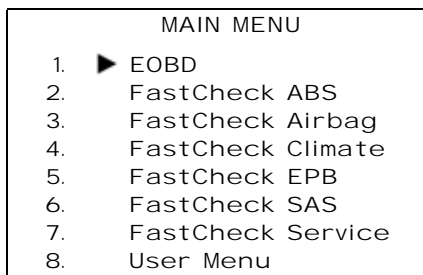 MAIN MENU
1. ▶ EOBD
2. FastCheck ABS
3. FastCheck Airbag
4. FastCheck Climate
5. FastCheck EPB
6. FastCheck SAS
7. FastCheck Service
8. User Menu